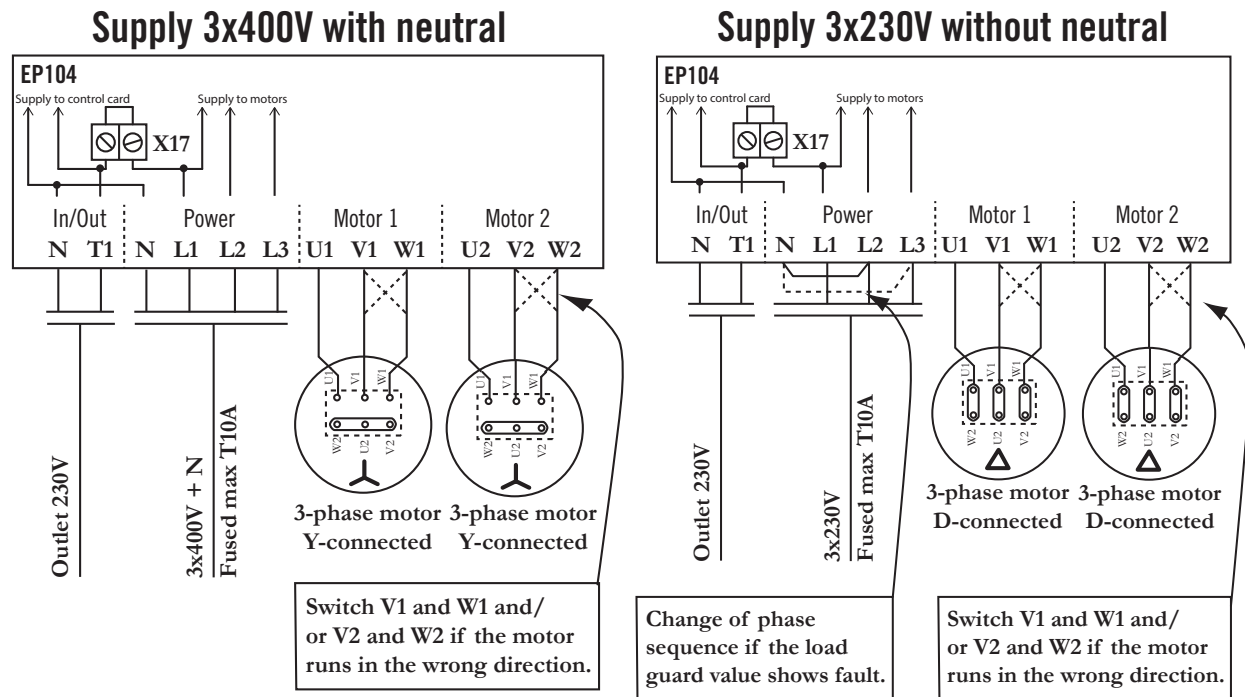 Supply 3x400V with neutral
EP104
Supply to control card
Supply to motors
X17
In/Out
Power
Motor 1
Motor 2
N T1 N L1 L2 L3 U1 V1 W1 U2 V2 W2
U1 V1 W1
W2 U2 V2
U1 V1 W1
W2 U2 V2
Outlet 230V
3x400V + N
Fused max T10A
3-phase motor
Y-connected
3-phase motor
Y-connected
Switch V1 and W1 and/
or V2 and W2 if the motor
runs in the wrong direction.
Supply 3x230V without neutral
EP104
Supply to control card
Supply to motors
X17
In/Out
Power
Motor 1
Motor 2
N T1 N L1 L2 L3 U1 V1 W1 U2 V2 W2
U1 V1 W1
W2 U2 V2
U1 V1 W1
W2 U2 V2
Outlet 230V
3x230V
Fused max T10A
3-phase motor
D-connected
3-phase motor
D-connected
Change of phase
sequence if the load
guard value shows fault.
Switch V1 and W1 and/
or V2 and W2 if the motor
runs in the wrong direction.